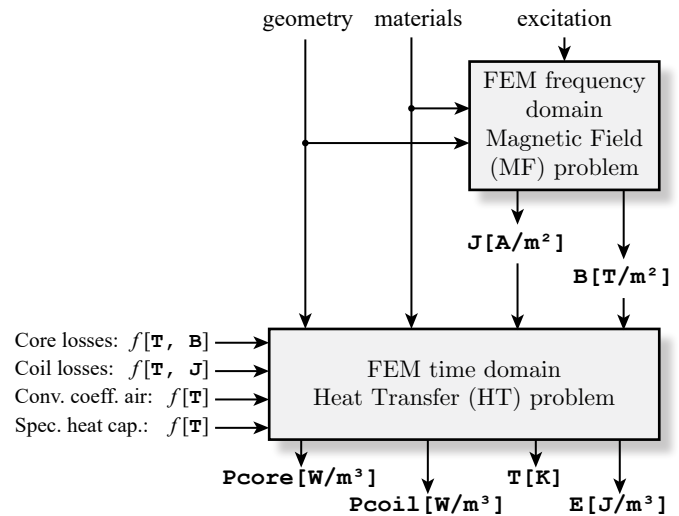 geometry materials excitation
FEM frequency
domain
Magnetic Field
(MF) problem
J[A/m²]
B[T/m²]
Core losses: f[T, B]
Coil losses: f[T, J]
Conv. coeff. air: f[T]
Spec. heat cap.: f[T]
FEM time domain
Heat Transfer (HT) problem
Pcore[W/m³] T[K]
Pcoil[W/m³] E[J/m³]